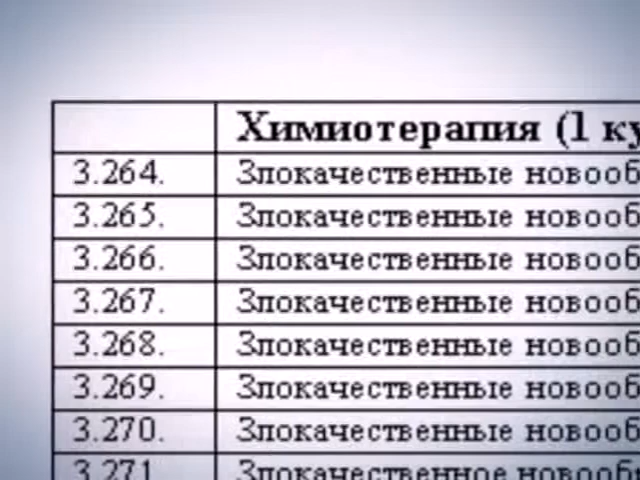 Химиотерапия (1 ку
3.264. Злокачественные новооб
3.265. Злокачественные новооб
3.266. Злокачественные новооб
3.267. Злокачественные новооб
3.268. Злокачественные новооб
3.269. Злокачественные новооб
3.270. Злокачественные новооб
3.271. Злокачественное новообр